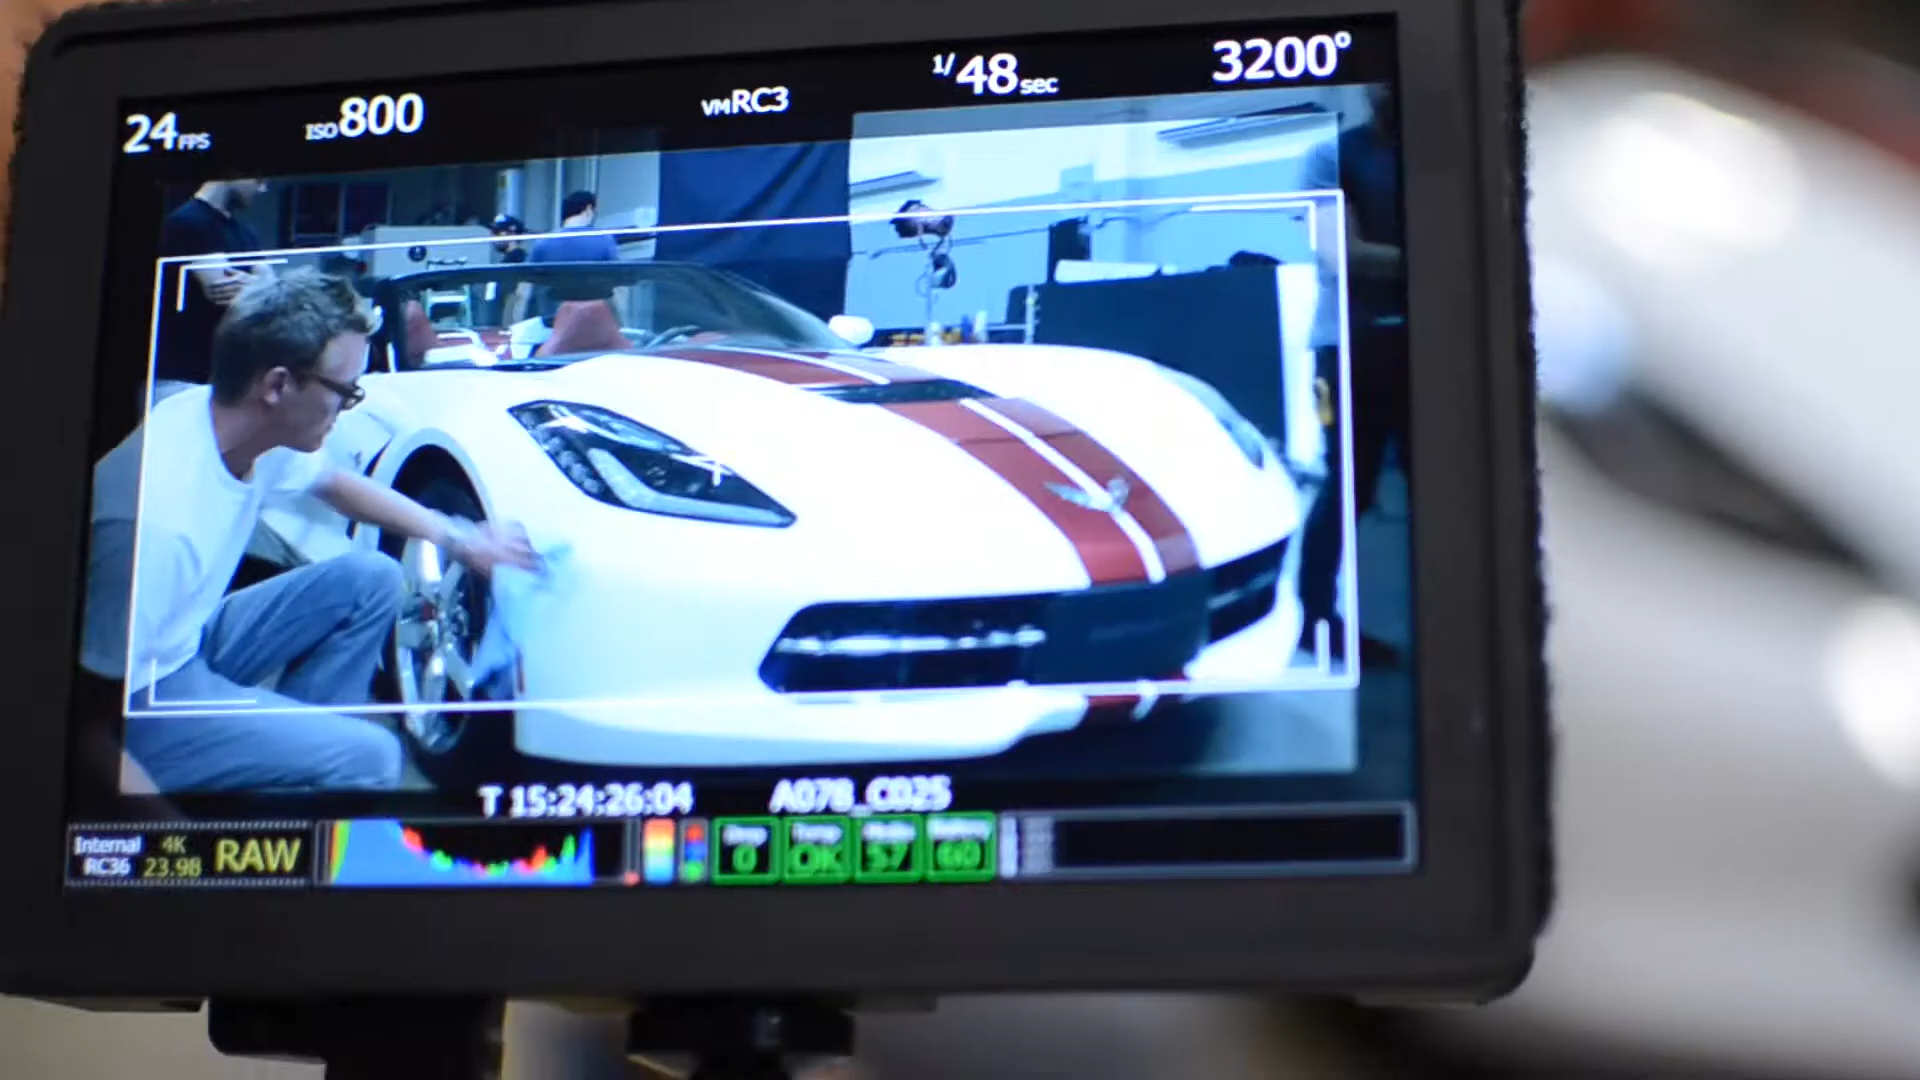 24FPS
ISO800
VMRC3
1/48sec
3200°
T 15:24:26:04
A078_C025
Internal 4K
RC36 23.98
RAW
0
OK
57
60